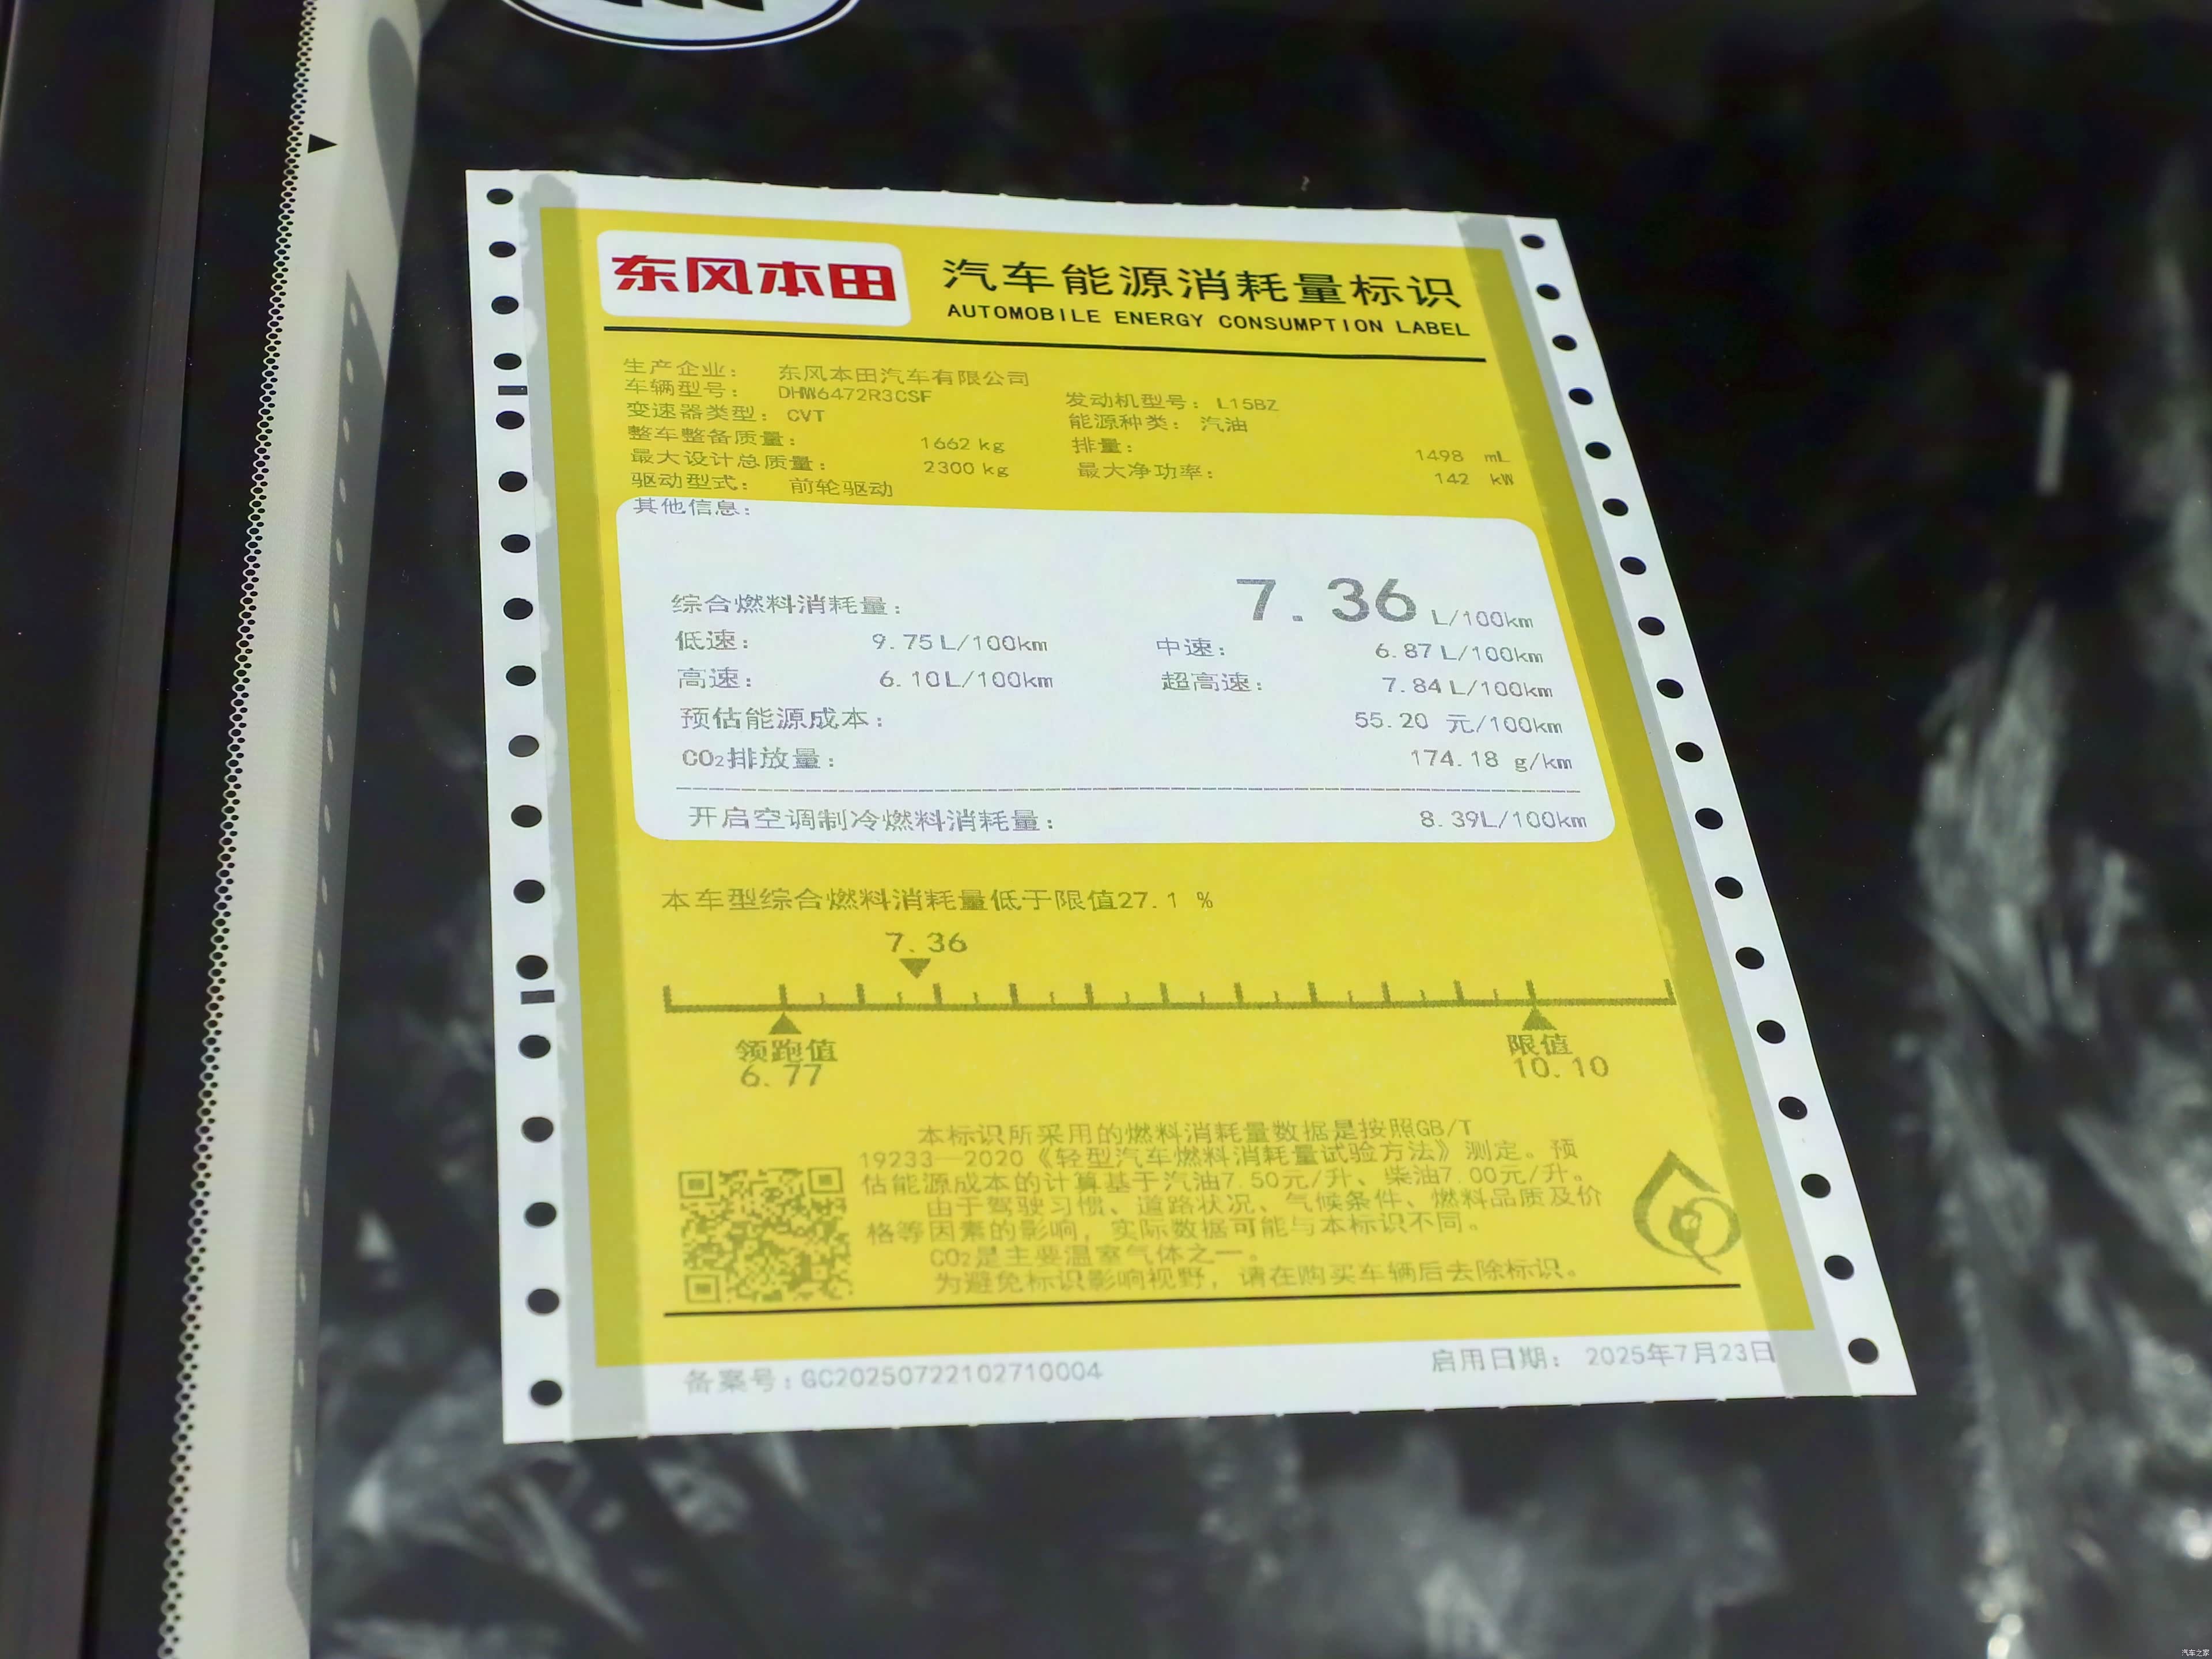 东风本田
汽车能源消耗量标识
AUTOMOBILE ENERGY CONSUMPTION LABEL
生产企业： 东风本田汽车有限公司
车辆型号： DHW6472R3CSF 发动机型号：L15BZ
变速器类型：CVT 能源种类：汽油
整车整备质量： 1662 kg 排量： 1498 mL
最大设计总质量： 2300 kg 最大净功率： 142 kW
驱动型式： 前轮驱动
其他信息：
综合燃料消耗量： 7.36 L/100km
低速： 9.75 L/100km 中速： 6.87 L/100km
高速： 6.10L/100km 超高速： 7.84 L/100km
预估能源成本： 55.20 元/100km
CO₂排放量： 174.18 g/km
开启空调制冷燃料消耗量： 8.39L/100km
本车型综合燃料消耗量低于限值27.1 %
7.36
领跑值 限值
6.77 10.10
本标识所采用的燃料消耗量数据是按照GB/T
19233—2020《轻型汽车燃料消耗量试验方法》测定。预
估能源成本的计算基于汽油7.50元/升、柴油7.00元/升。
由于驾驶习惯、道路状况、气候条件、燃料品质及价
格等因素的影响，实际数据可能与本标识不同。
CO₂是主要温室气体之一。
为避免标识影响视野，请在购买车辆后去除标识。
备案号：GC20250722102710004 启用日期： 2025年7月23日
汽车之家